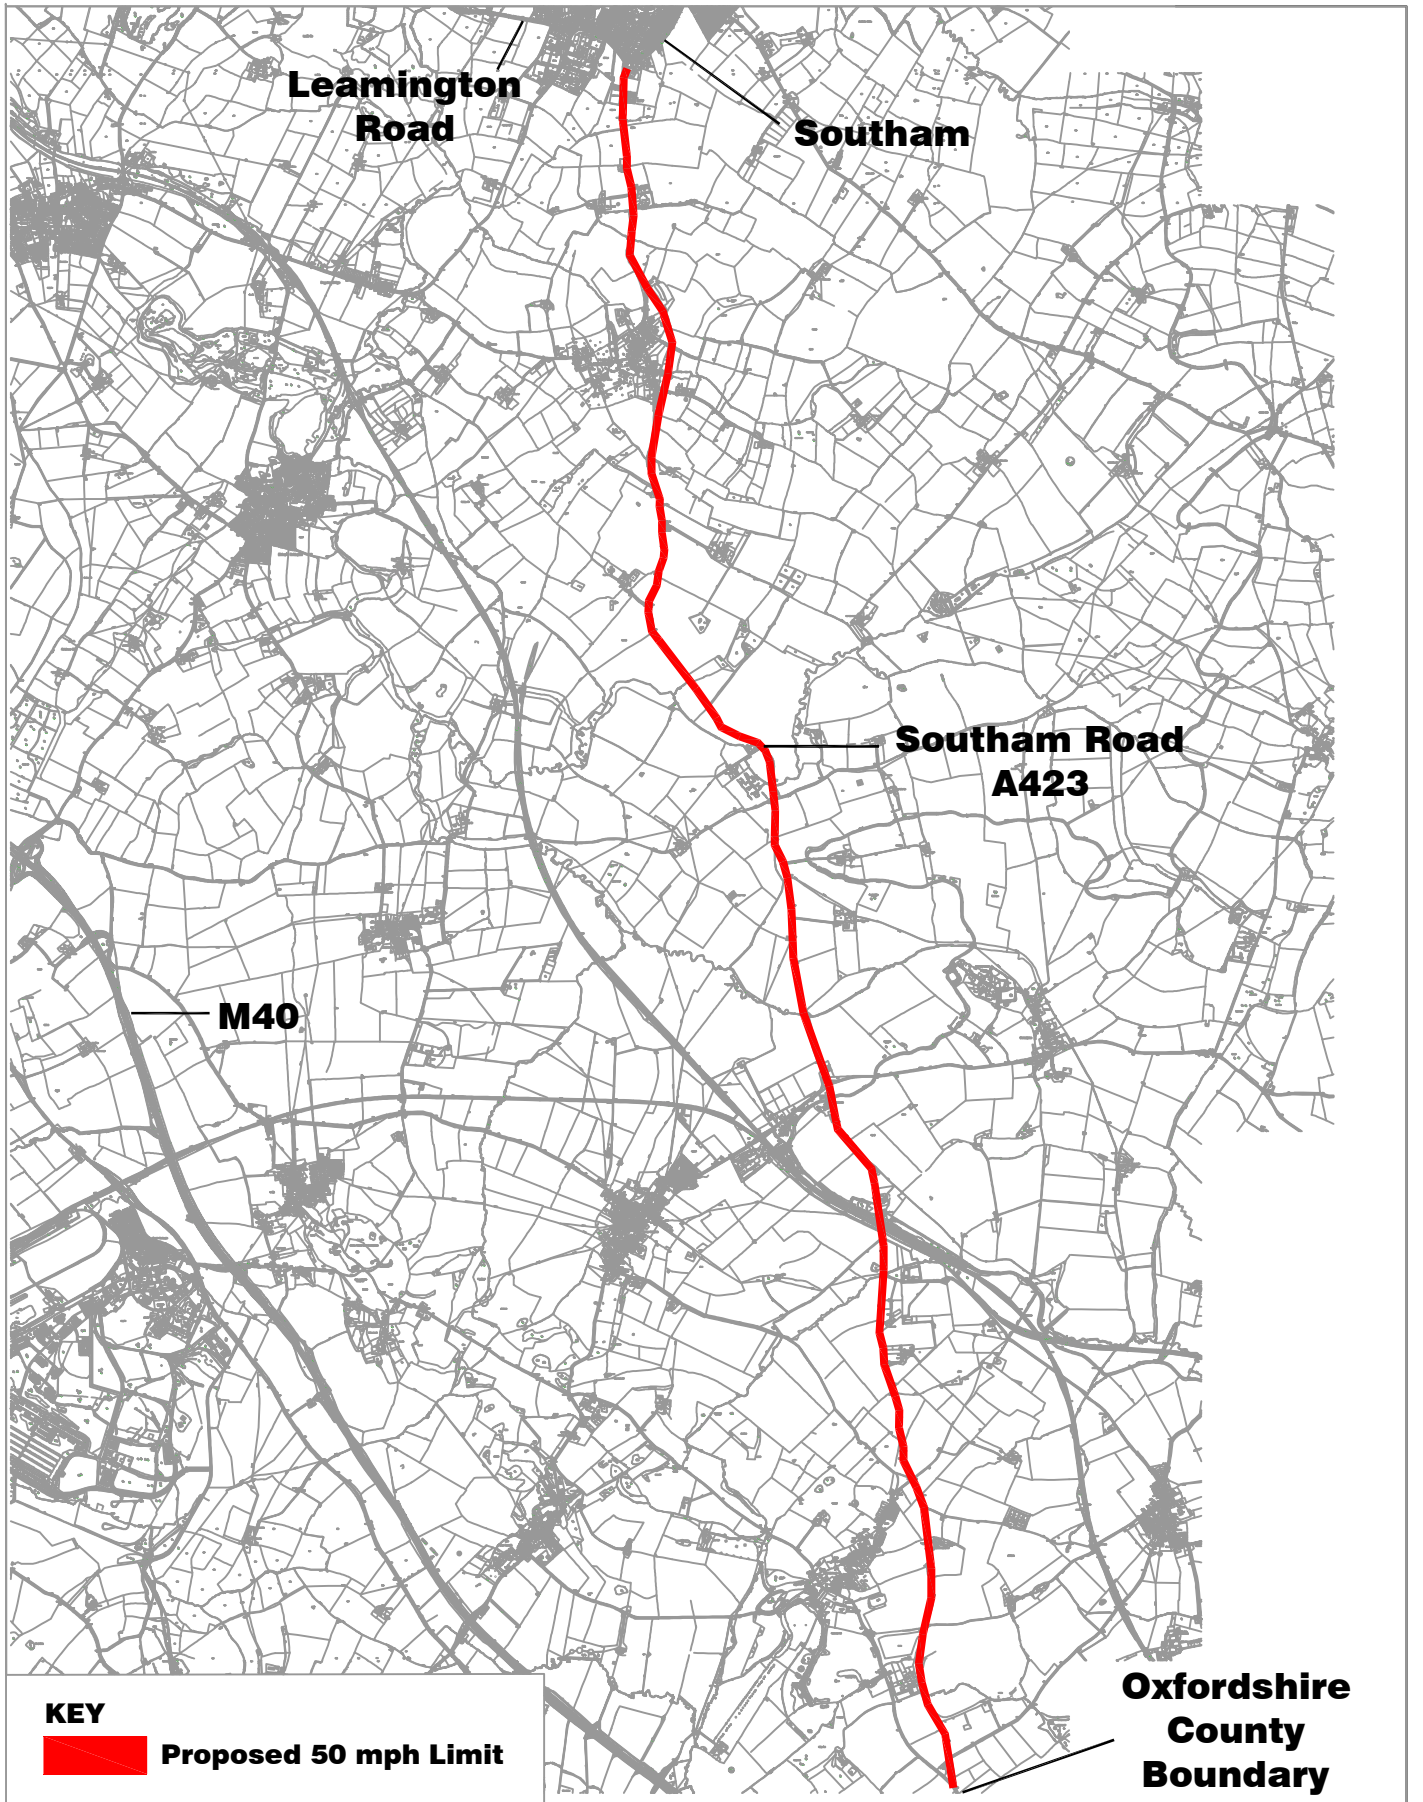 Leamington
Road
Southam
Southam Road
A423
M40
Oxfordshire
County
Boundary
KEY
Proposed 50 mph Limit